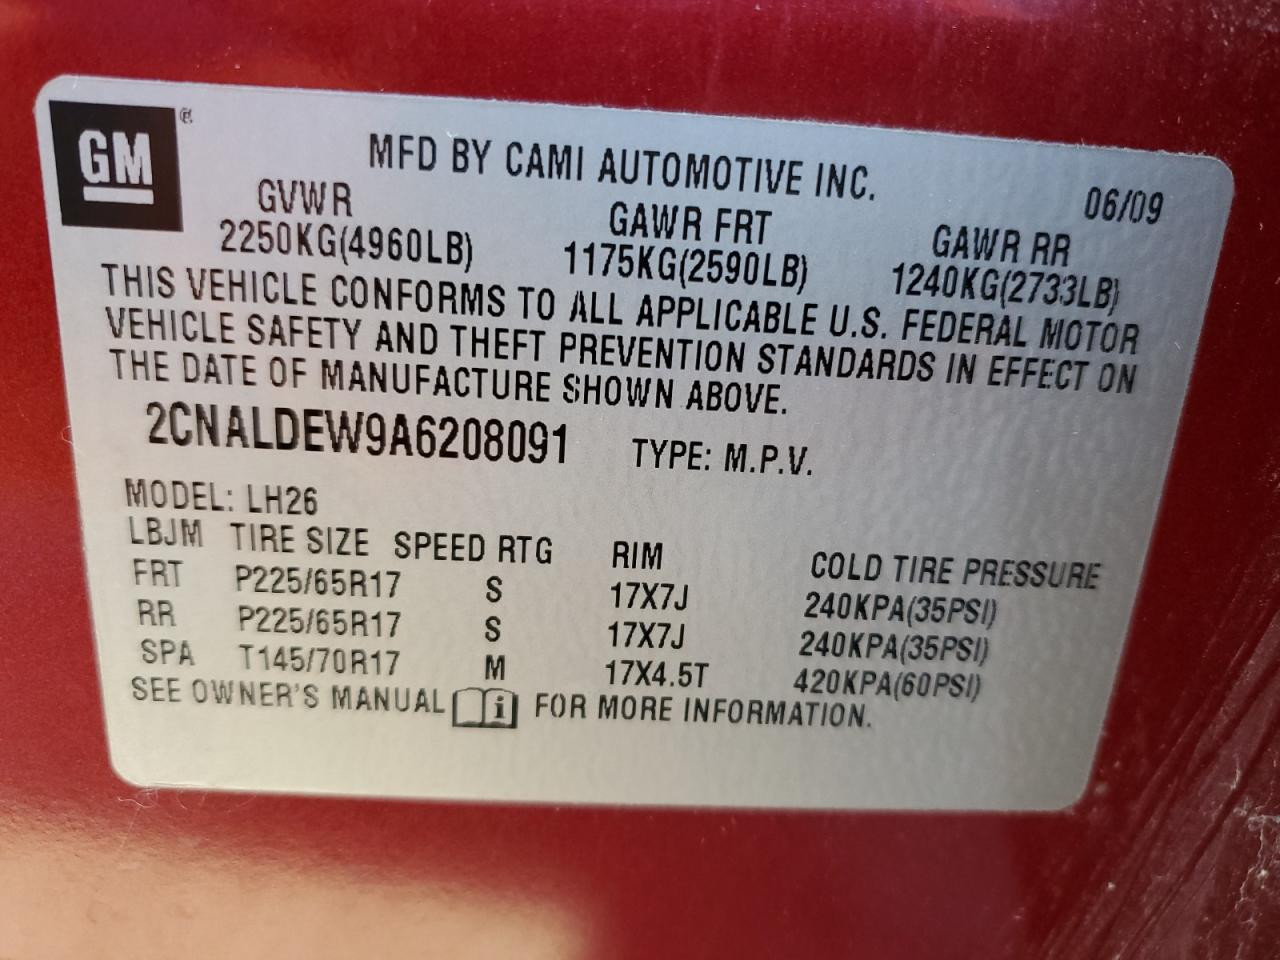 GM ®
MFD BY CAMI AUTOMOTIVE INC. 06/09
GVWR GAWR FRT GAWR RR
2250KG(4960LB) 1175KG(2590LB) 1240KG(2733LB)
THIS VEHICLE CONFORMS TO ALL APPLICABLE U.S. FEDERAL MOTOR
VEHICLE SAFETY AND THEFT PREVENTION STANDARDS IN EFFECT ON
THE DATE OF MANUFACTURE SHOWN ABOVE.
2CNALDEW9A6208091 TYPE: M.P.V.
MODEL: LH26
LBJM TIRE SIZE SPEED RTG RIM COLD TIRE PRESSURE
FRT P225/65R17 S 17X7J 240KPA(35PSI)
RR P225/65R17 S 17X7J 240KPA(35PSI)
SPA T145/70R17 M 17X4.5T 420KPA(60PSI)
SEE OWNER'S MANUAL i FOR MORE INFORMATION.